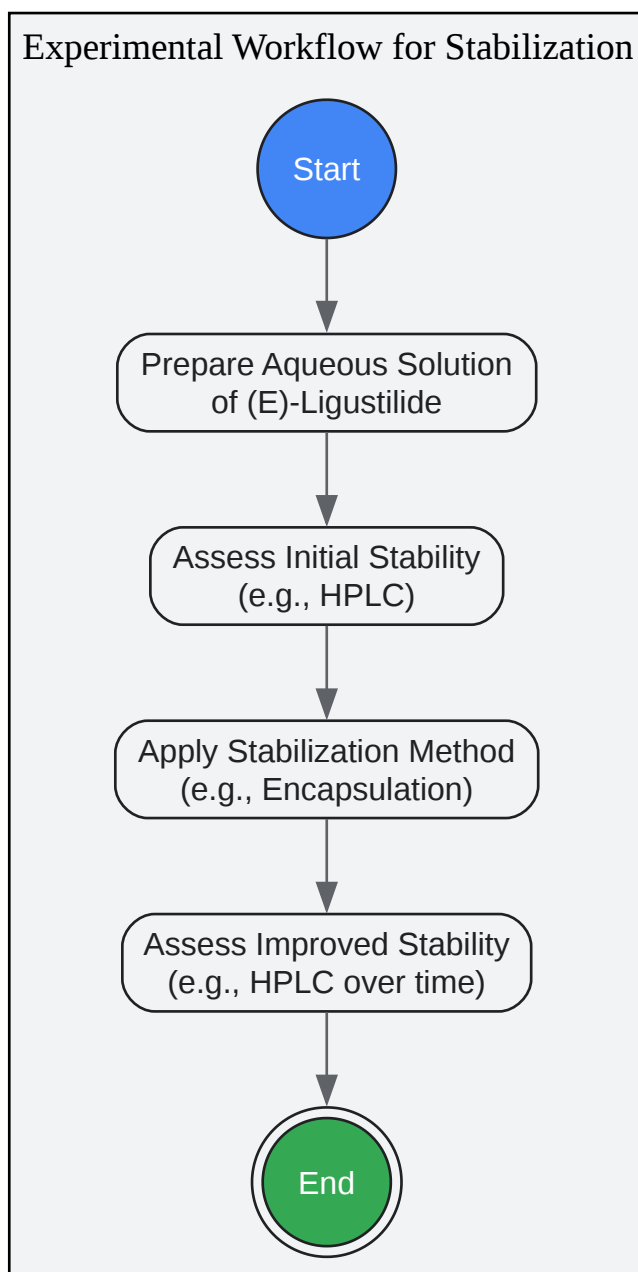 Experimental Workflow for Stabilization
Start
Prepare Aqueous Solution
of (E)-Ligustilide
Assess Initial Stability
(e.g., HPLC)
Apply Stabilization Method
(e.g., Encapsulation)
Assess Improved Stability
(e.g., HPLC over time)
End